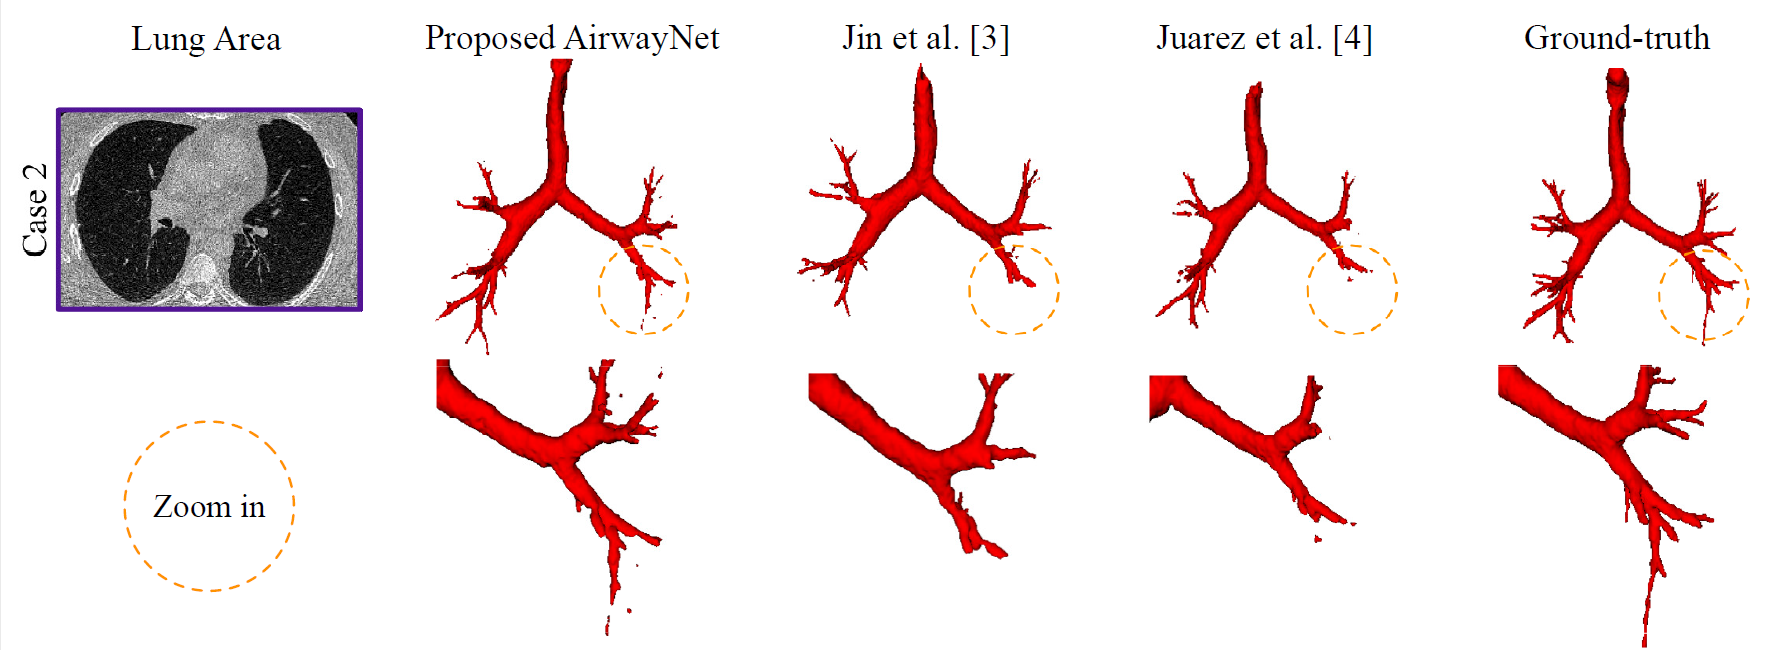 Lung Area
Proposed AirwayNet
Jin et al. [3]
Juarez et al. [4]
Ground-truth
Case 2
Zoom in